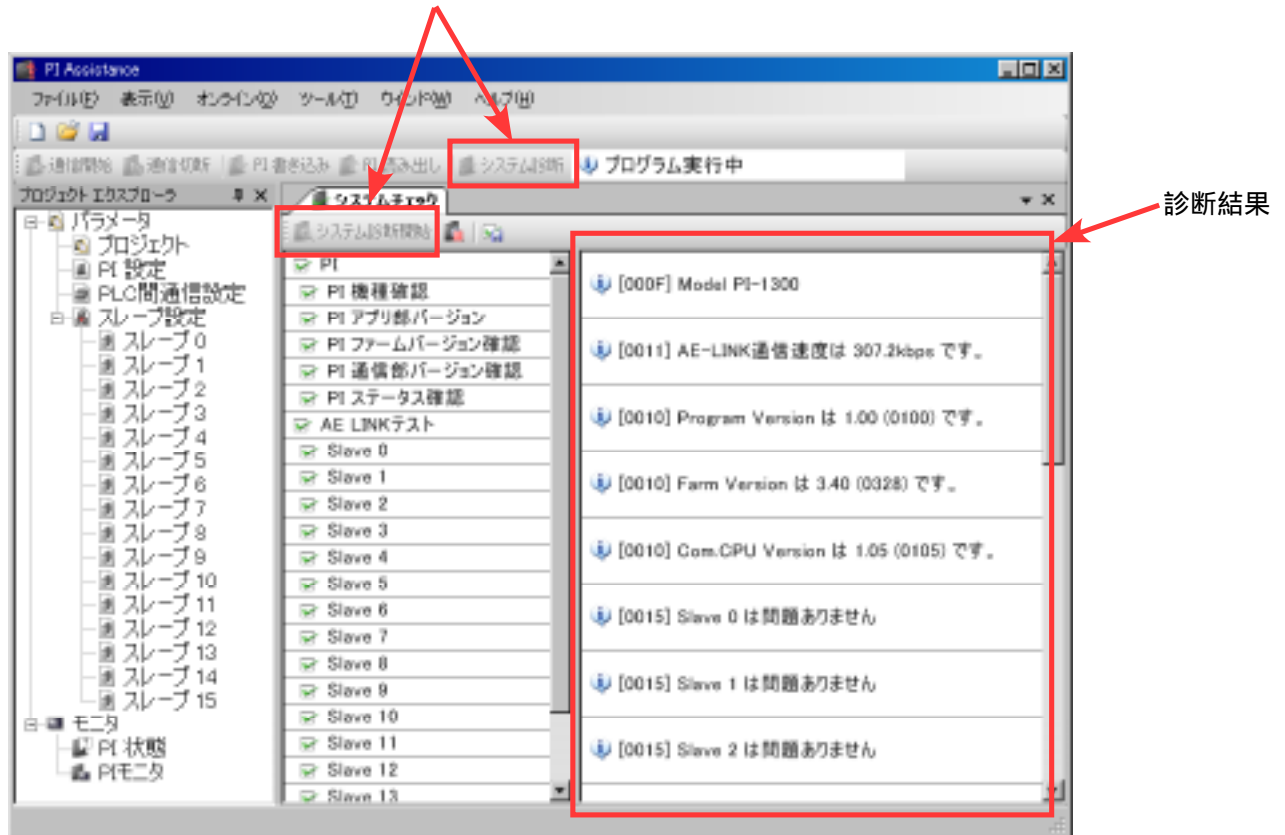 PI Assistance
ファイル(F) 表示(V) オンライン(O) ツール(T) ウインドウ(W) ヘルプ(H)
通信開始 通信切断 PI 書き込み PI 読み出し システム診断 プログラム実行中
プロジェクト エクスプローラ
システムチェック
診断結果
システム診断開始
パラメータ
プロジェクト
PI 設定
PLC間通信設定
スレーブ設定
スレーブ 0
スレーブ 1
スレーブ 2
スレーブ 3
スレーブ 4
スレーブ 5
スレーブ 6
スレーブ 7
スレーブ 8
スレーブ 9
スレーブ 10
スレーブ 11
スレーブ 12
スレーブ 13
スレーブ 14
スレーブ 15
モニタ
PI 状態
PIモニタ
PI
PI 機種確認
PI アプリ部バージョン
PI ファームバージョン確認
PI 通信部バージョン確認
PI ステータス確認
AE LINKテスト
Slave 0
Slave 1
Slave 2
Slave 3
Slave 4
Slave 5
Slave 6
Slave 7
Slave 8
Slave 9
Slave 10
Slave 11
Slave 12
Slave 13
[000F] Model PI-1300
[0011] AE-LINK通信速度は 307.2kbps です。
[0010] Program Version は 1.00 (0100) です。
[0010] Farm Version は 3.40 (0328) です。
[0010] Com.CPU Version は 1.05 (0105) です。
[0015] Slave 0 は問題ありません
[0015] Slave 1 は問題ありません
[0015] Slave 2 は問題ありません